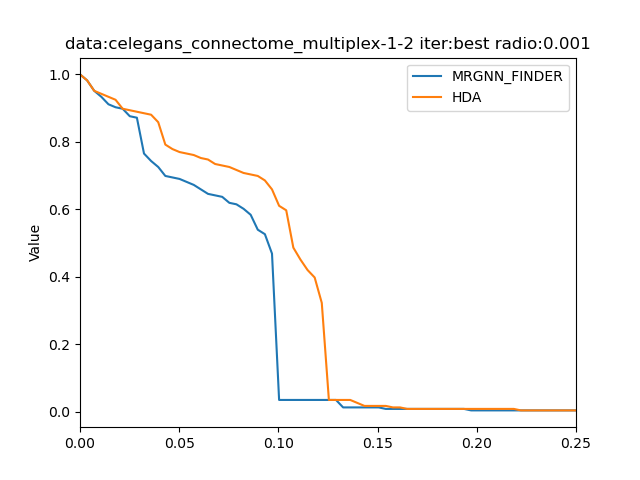 data:celegans_connectome_multiplex-1-2 iter:best radio:0.001
MRGNN_FINDER
HDA
Value
1.0
0.8
0.6
0.4
0.2
0.0
0.00 0.05 0.10 0.15 0.20 0.25